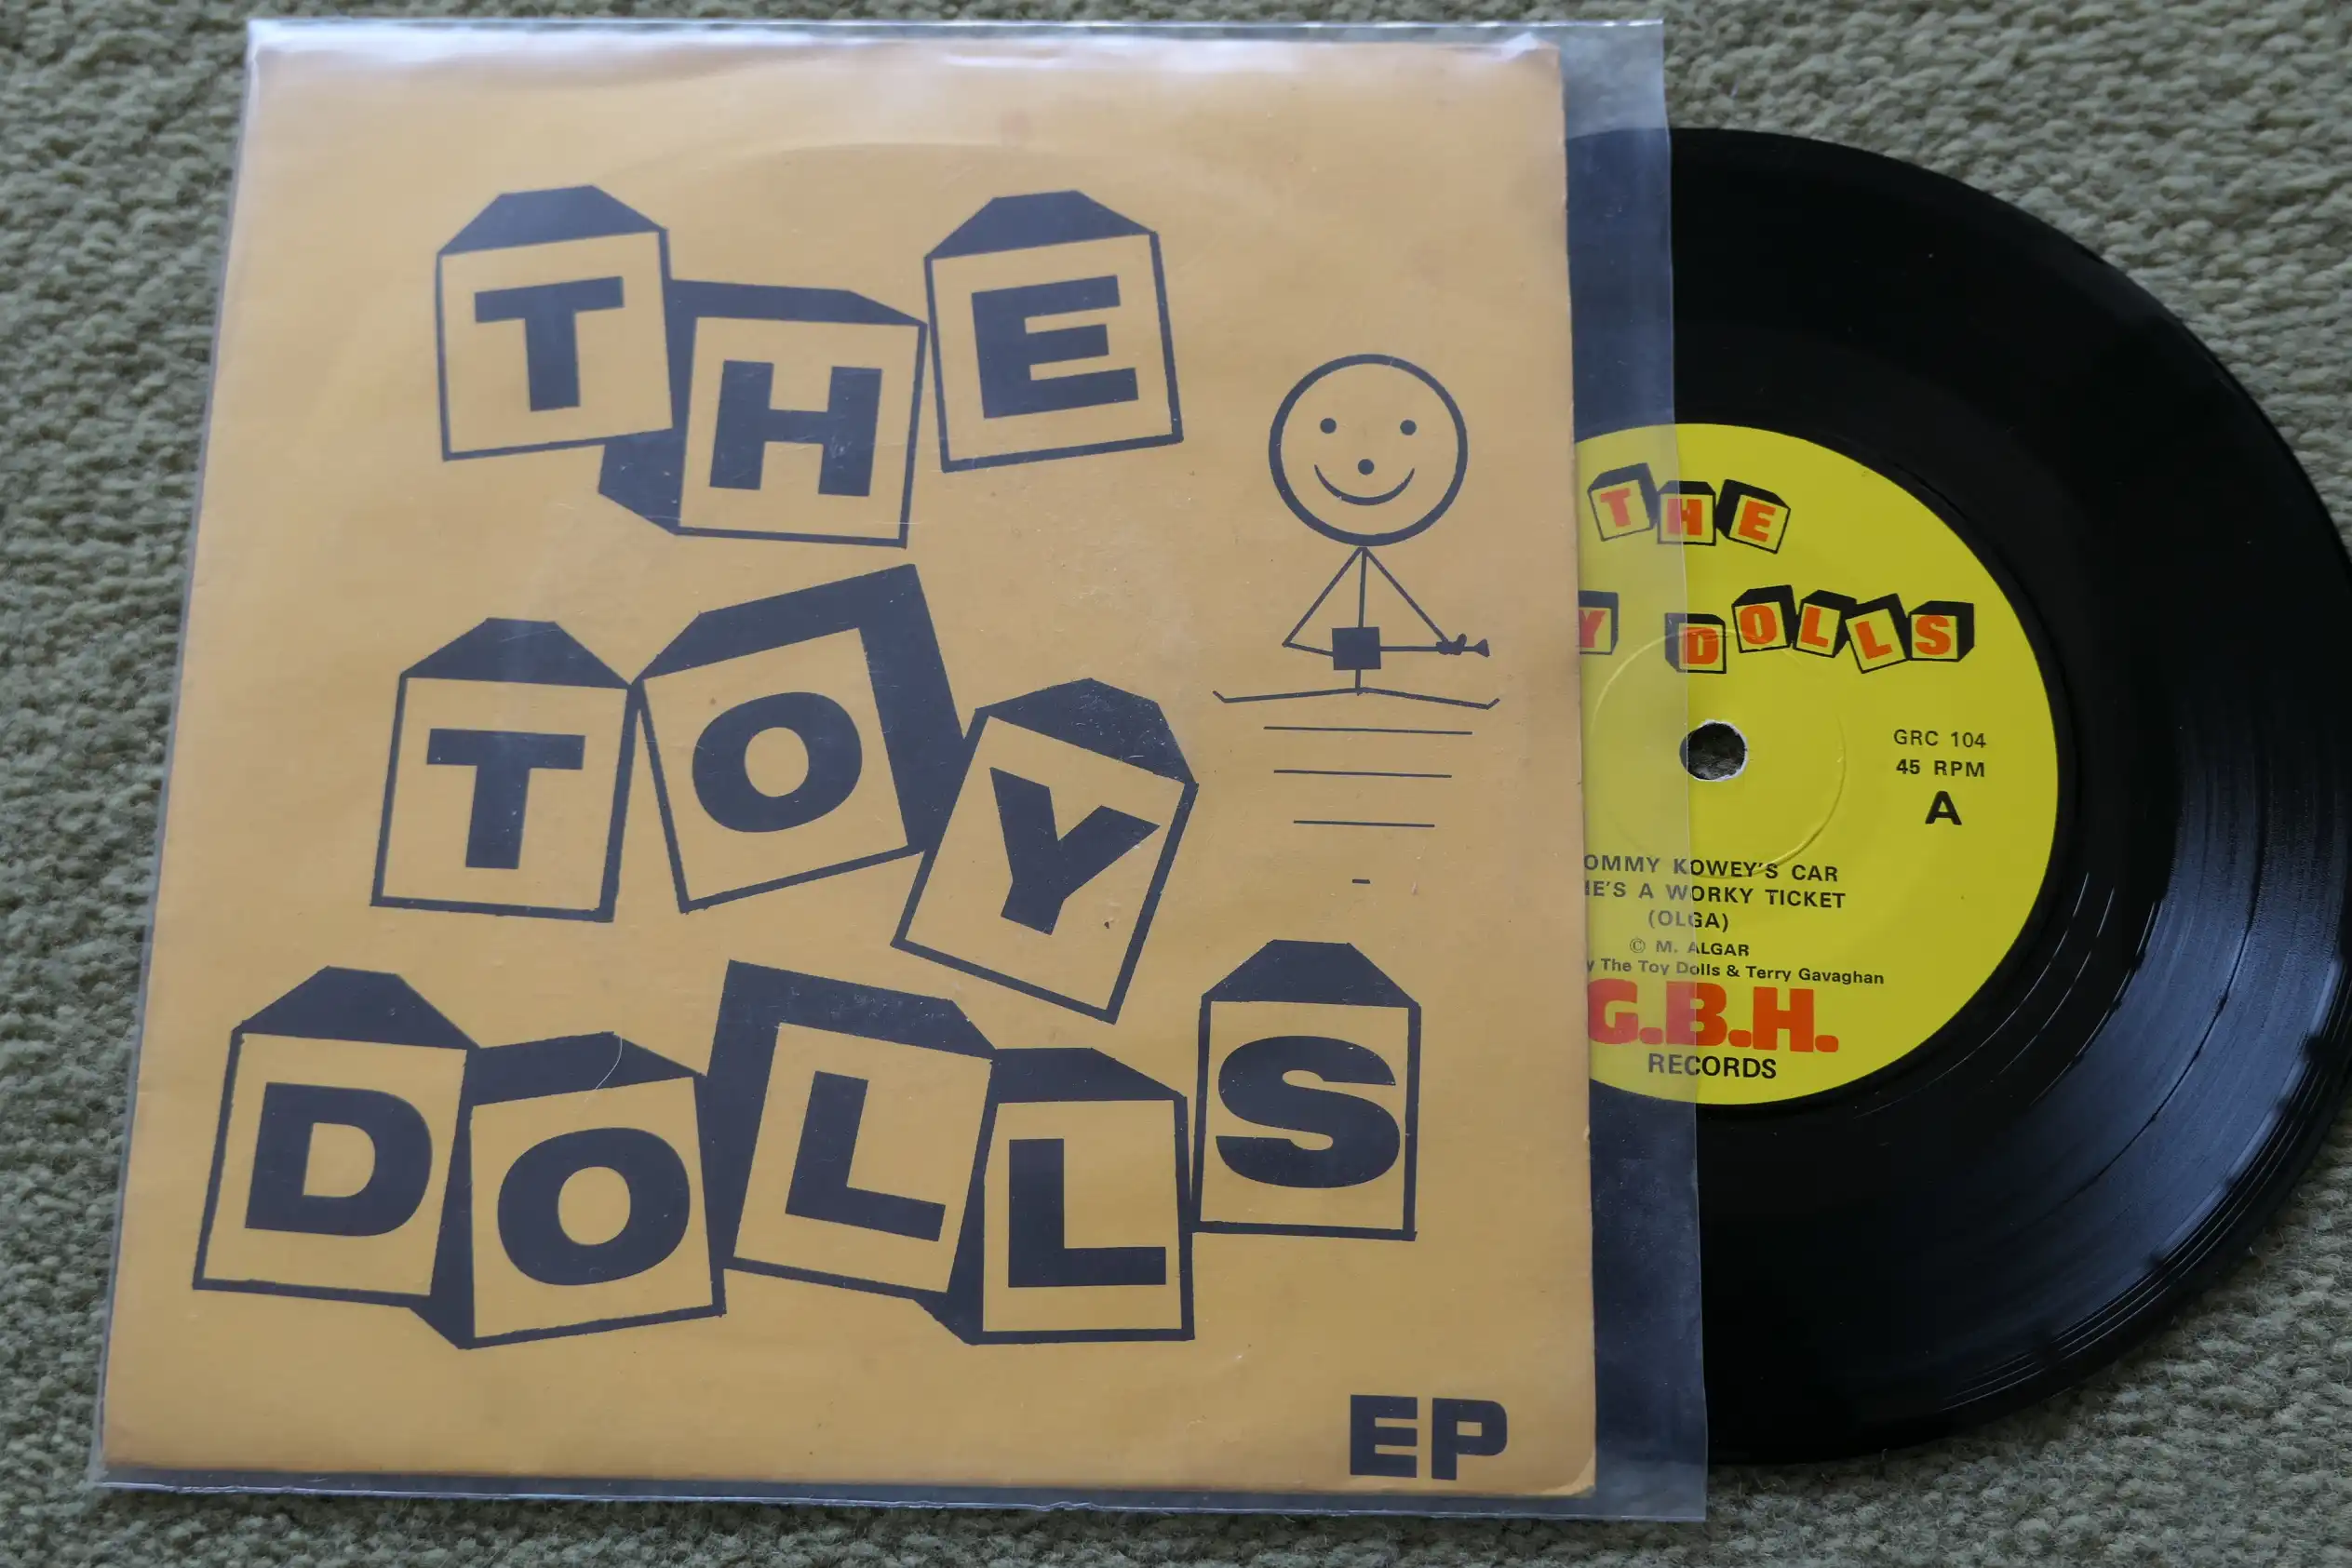 THE
TOY
DOLLS
EP
THE
Y DOLLS
GRC 104
45 RPM
A
OMMY KOWEY'S CAR
HE'S A WORKY TICKET
(OLGA)
© M. ALGAR
y The Toy Dolls & Terry Gavaghan
G.B.H.
RECORDS